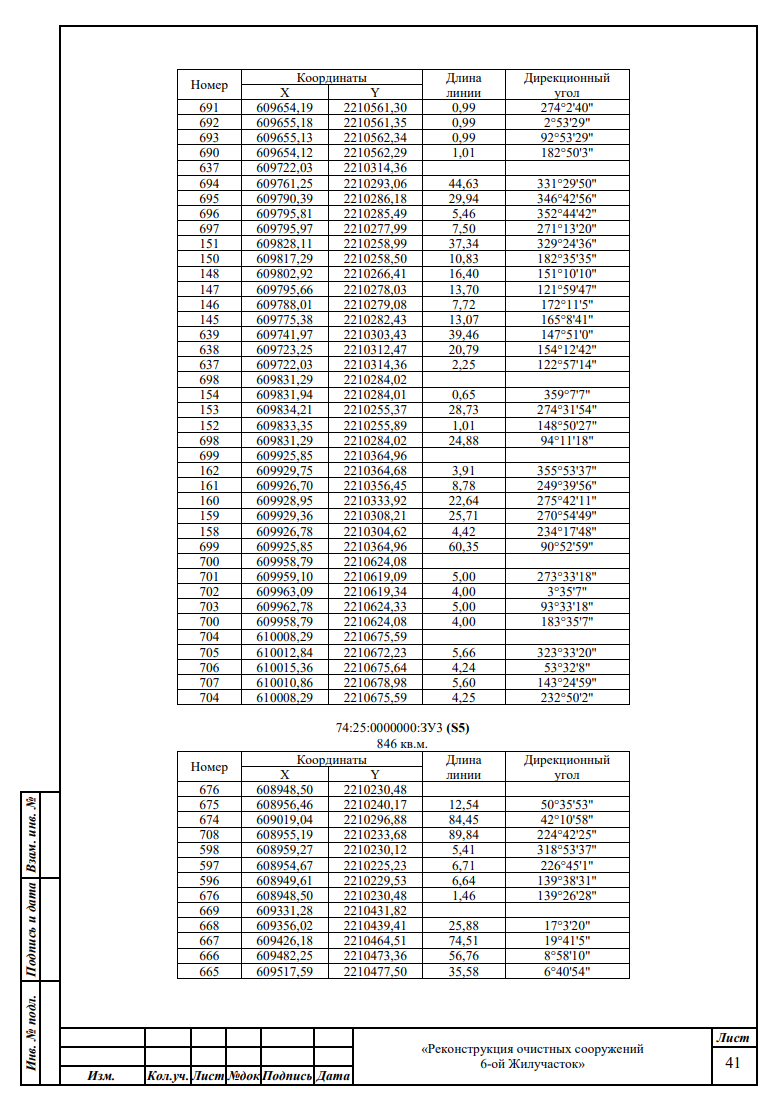 Номер Координаты Длина линии Дирекционный угол
X Y
691 609654,19 2210561,30 0,99 274°2'40"
692 609655,18 2210561,35 0,99 2°53'29"
693 609655,13 2210562,34 0,99 92°53'29"
690 609654,12 2210562,29 1,01 182°50'3"
637 609722,03 2210314,36
694 609761,25 2210293,06 44,63 331°29'50"
695 609790,39 2210286,18 29,94 346°42'56"
696 609795,81 2210285,49 5,46 352°44'42"
697 609795,97 2210277,99 7,50 271°13'20"
151 609828,11 2210258,99 37,34 329°24'36"
150 609817,29 2210258,50 10,83 182°35'35"
148 609802,92 2210266,41 16,40 151°10'10"
147 609795,66 2210278,03 13,70 121°59'47"
146 609788,01 2210279,08 7,72 172°11'5"
145 609775,38 2210282,43 13,07 165°8'41"
639 609741,97 2210303,43 39,46 147°51'0"
638 609723,25 2210312,47 20,79 154°12'42"
637 609722,03 2210314,36 2,25 122°57'14"
698 609831,29 2210284,02
154 609831,94 2210284,01 0,65 359°7'7"
153 609834,21 2210255,37 28,73 274°31'54"
152 609833,35 2210255,89 1,01 148°50'27"
698 609831,29 2210284,02 24,88 94°11'18"
699 609925,85 2210364,96
162 609929,75 2210364,68 3,91 355°53'37"
161 609926,70 2210356,45 8,78 249°39'56"
160 609928,95 2210333,92 22,64 275°42'11"
159 609929,36 2210308,21 25,71 270°54'49"
158 609926,78 2210304,62 4,42 234°17'48"
699 609925,85 2210364,96 60,35 90°52'59"
700 609958,79 2210624,08
701 609959,10 2210619,09 5,00 273°33'18"
702 609963,09 2210619,34 4,00 3°35'7"
703 609962,78 2210624,33 5,00 93°33'18"
700 609958,79 2210624,08 4,00 183°35'7"
704 610008,29 2210675,59
705 610012,84 2210672,23 5,66 323°33'20"
706 610015,36 2210675,64 4,24 53°32'8"
707 610010,86 2210678,98 5,60 143°24'59"
704 610008,29 2210675,59 4,25 232°50'2"
74:25:0000000:ЗУ3 (S5)
846 кв.м.
Номер Координаты Длина линии Дирекционный угол
X Y
676 608948,50 2210230,48
675 608956,46 2210240,17 12,54 50°35'53"
674 609019,04 2210296,88 84,45 42°10'58"
708 608955,19 2210233,68 89,84 224°42'25"
598 608959,27 2210230,12 5,41 318°53'37"
597 608954,67 2210225,23 6,71 226°45'1"
596 608949,61 2210229,53 6,64 139°38'31"
676 608948,50 2210230,48 1,46 139°26'28"
669 609331,28 2210431,82
668 609356,02 2210439,41 25,88 17°3'20"
667 609426,18 2210464,51 74,51 19°41'5"
666 609482,25 2210473,36 56,76 8°58'10"
665 609517,59 2210477,50 35,58 6°40'54"
Взам. инв. №
Подпись и дата
Инв. № подл.
Изм. Кол.уч. Лист №док Подпись Дата
«Реконструкция очистных сооружений
6-ой Жилучасток»
Лист
41